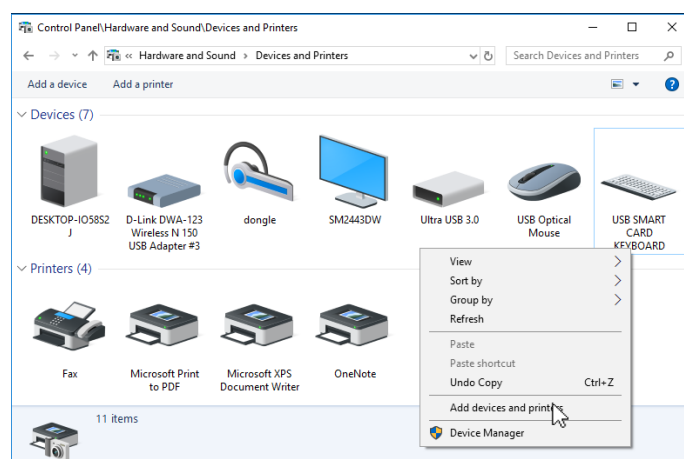 Control Panel\Hardware and Sound\Devices and Printers
« Hardware and Sound › Devices and Printers
Search Devices and Printers
Add a device Add a printer
Devices (7)
DESKTOP-IO58S2
J
D-Link DWA-123
Wireless N 150
USB Adapter #3
dongle
SM2443DW
Ultra USB 3.0
USB Optical
Mouse
USB SMART
CARD
KEYBOARD
Printers (4)
Fax
Microsoft Print
to PDF
Microsoft XPS
Document Writer
OneNote
View
Sort by
Group by
Refresh
Paste
Paste shortcut
Undo Copy Ctrl+Z
Add devices and printers
Device Manager
11 items